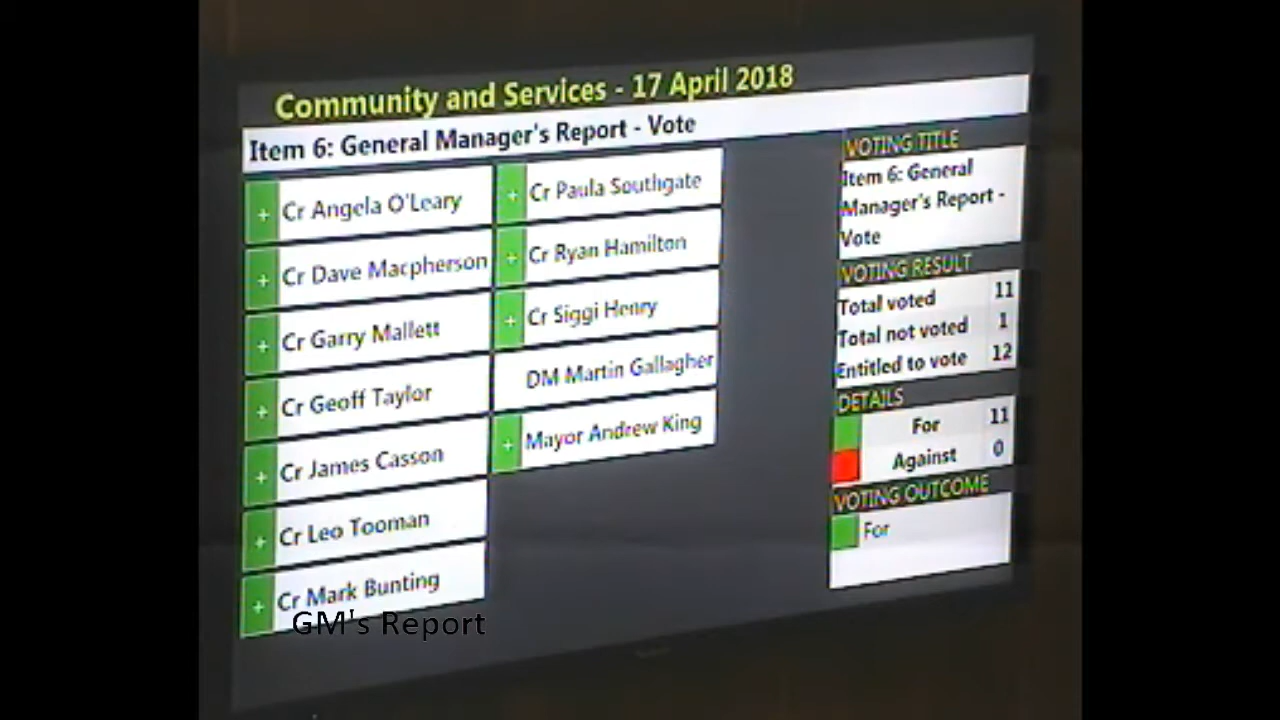 Community and Services - 17 April 2018
Item 6: General Manager's Report - Vote
+ Cr Angela O'Leary
+ Cr Dave Macpherson
+ Cr Garry Mallett
+ Cr Geoff Taylor
+ Cr James Casson
+ Cr Leo Tooman
+ Cr Mark Bunting
+ Cr Paula Southgate
+ Cr Ryan Hamilton
+ Cr Siggi Henry
DM Martin Gallagher
+ Mayor Andrew King
VOTING TITLE
Item 6: General
Manager's Report -
Vote
VOTING RESULT
Total voted 11
Total not voted 1
Entitled to vote 12
DETAILS
For 11
Against 0
VOTING OUTCOME
For
GM's Report